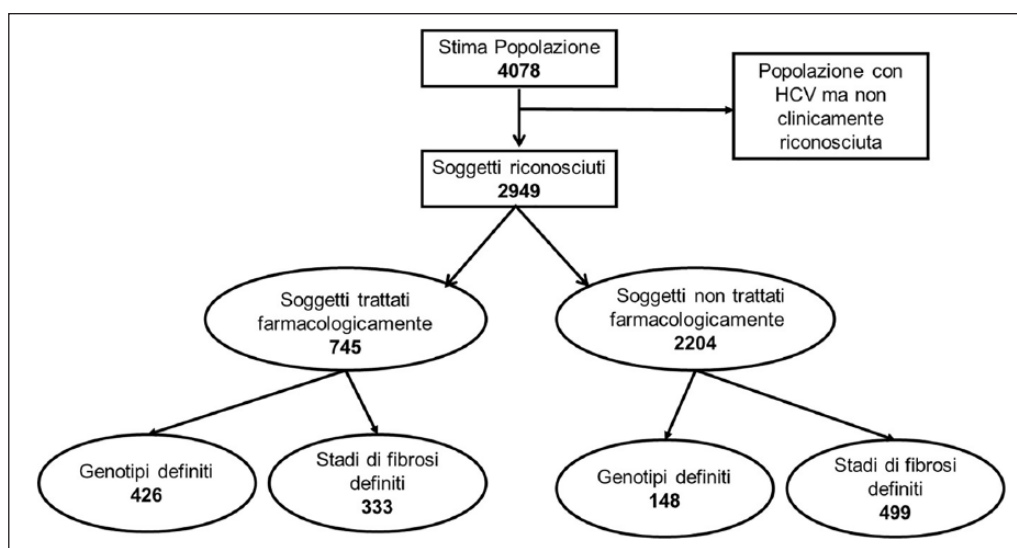 Stima Popolazione
4078
Popolazione con
HCV ma non
clinicamente
riconosciuta
Soggetti riconosciuti
2949
Soggetti trattati
farmacologicamente
745
Soggetti non trattati
farmacologicamente
2204
Genotipi definiti
426
Stadi di fibrosi
definiti
333
Genotipi definiti
148
Stadi di fibrosi
definiti
499